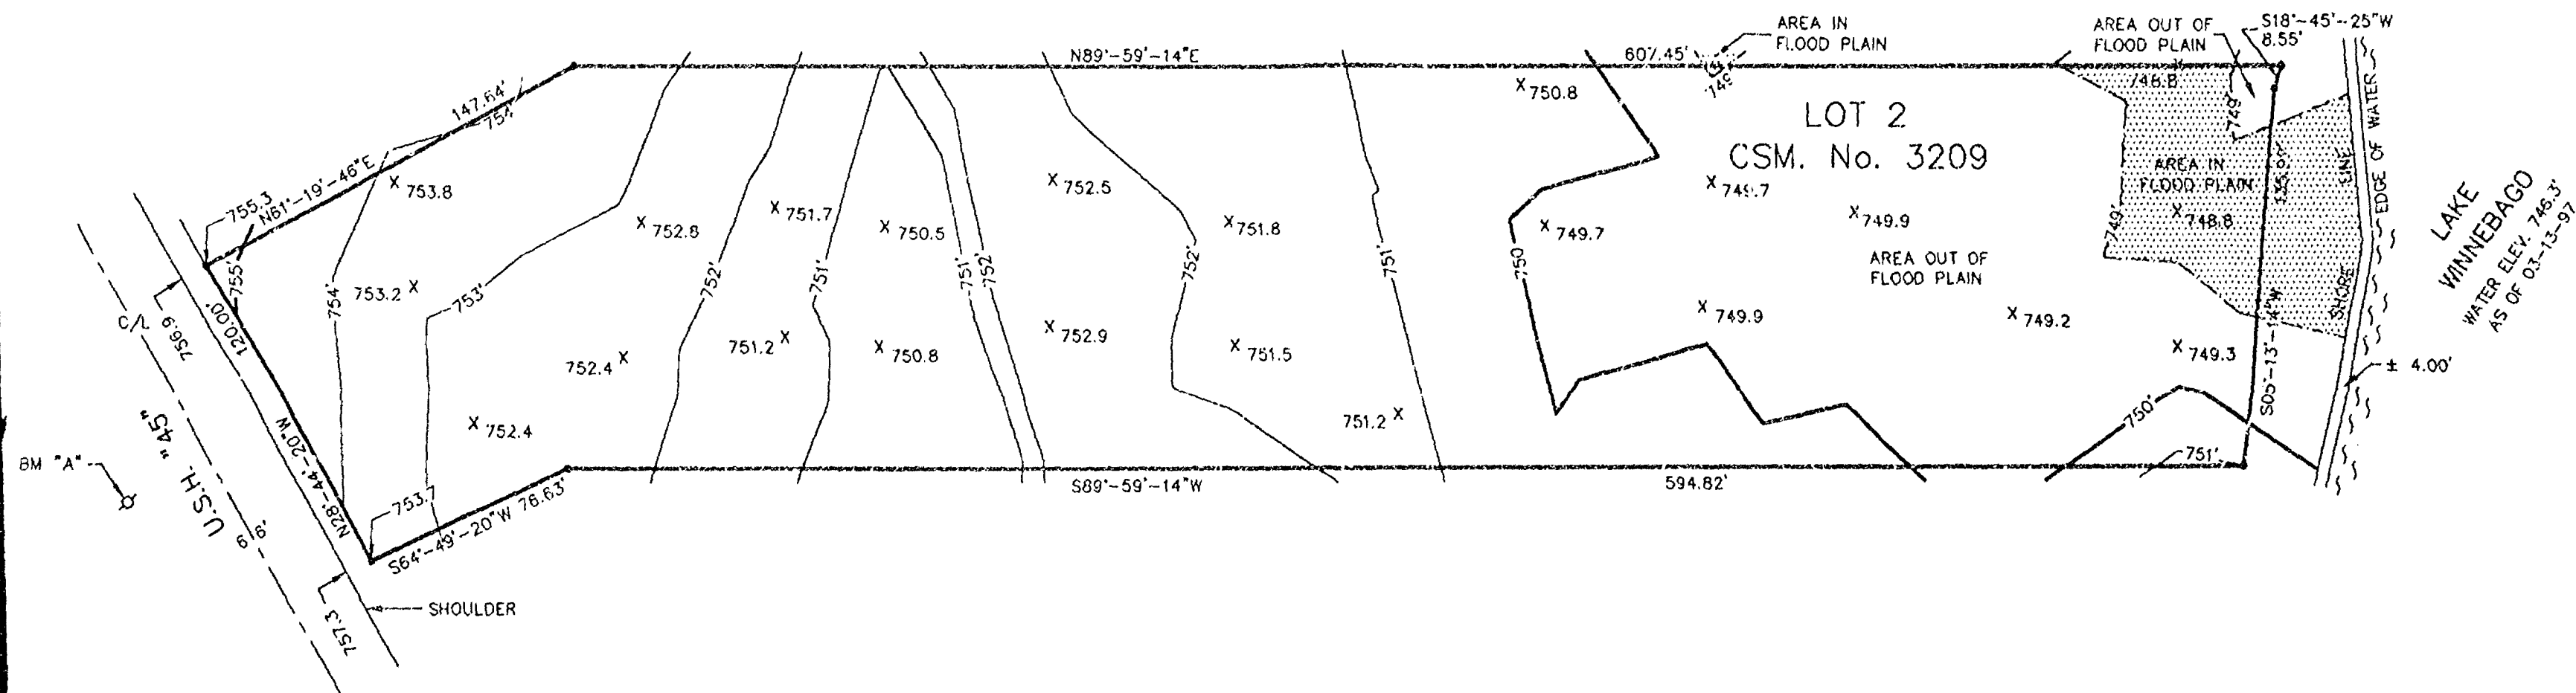 AREA IN
FLOOD PLAIN
AREA OUT OF
FLOOD PLAIN
S18°-45'-25"W
8.55'
N89°-59'-14"E
607.45'
749'
748.8
749'
147.64'
754'
X 750.8
LOT 2
CSM. No. 3209
EDGE OF WATER
AREA IN
FLOOD PLAIN
SHORE LINE
N61°-19'-46"E
X 753.8
X 752.5
X 749.7
755.3
X 752.8
X 751.7
X 750.5
X 751.8
X 749.7
X 749.9
X 748.8
749'
LAKE
WINNEBAGO
WATER ELEV. 746.3'
AS OF 03-13-97
755'
754'
753.2 X
753'
752'
751'
751'
752'
752'
751'
750
AREA OUT OF
FLOOD PLAIN
C/L
756.9
120.00'
X 749.9
X 749.2
752.4 X
751.2 X
X 750.8
X 752.9
X 751.5
X 749.3
S05°-13'-14"W
± 4.00'
X 752.4
751.2 X
750'
751'
N28°-44'-20"W
BM "A"
U.S.H. "45"
66'
753.7
S64°-49'-20"W 76.63'
S89°-59'-14"W
594.82'
757.3
SHOULDER